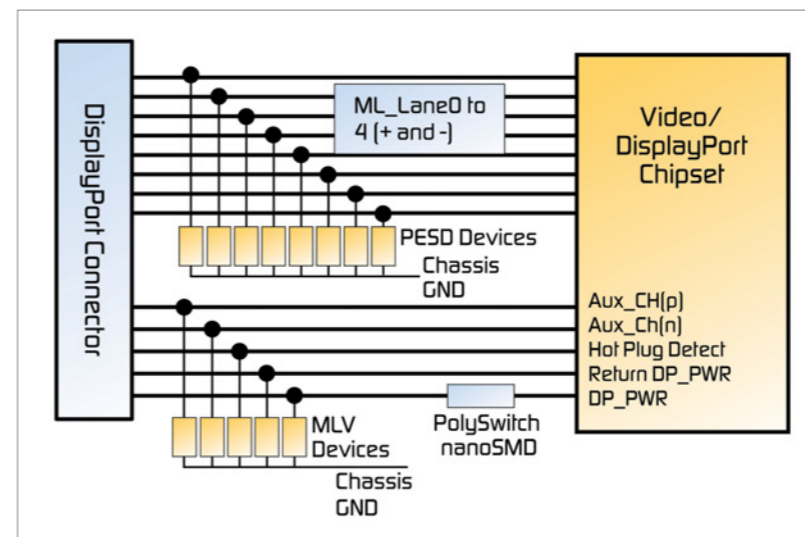 DisplayPort Connector
ML_Lane0 to
4 (+ and -)
Video/
DisplayPort
Chipset
PESD Devices
Chassis
GND
Aux_CH(p)
Aux_Ch(n)
Hot Plug Detect
Return DP_PWR
DP_PWR
MLV
Devices
PolySwitch
nanoSMD
Chassis
GND